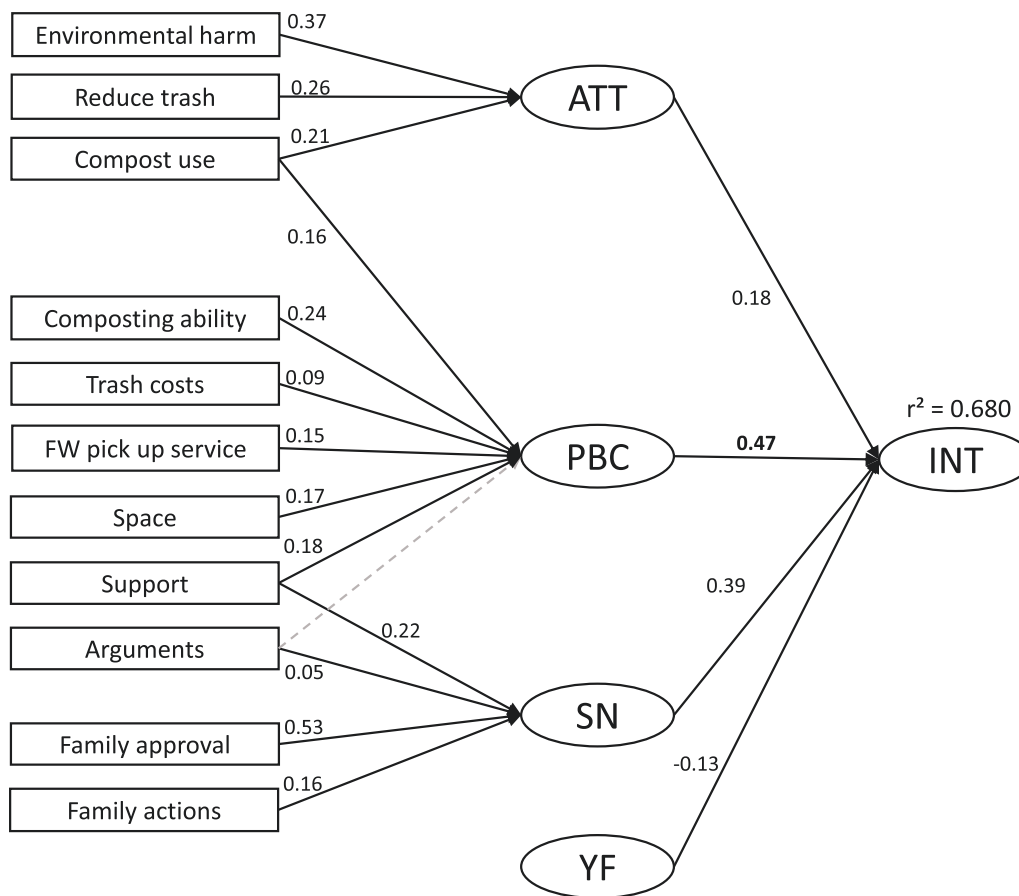 Environmental harm
0.37
Reduce trash
0.26
ATT
0.21
Compost use
0.16
0.18
Composting ability
0.24
Trash costs
0.09
r² = 0.680
FW pick up service
0.15
PBC
0.47
INT
Space
0.17
0.18
Support
0.39
0.22
Arguments
0.05
SN
Family approval
0.53
-0.13
Family actions
0.16
YF